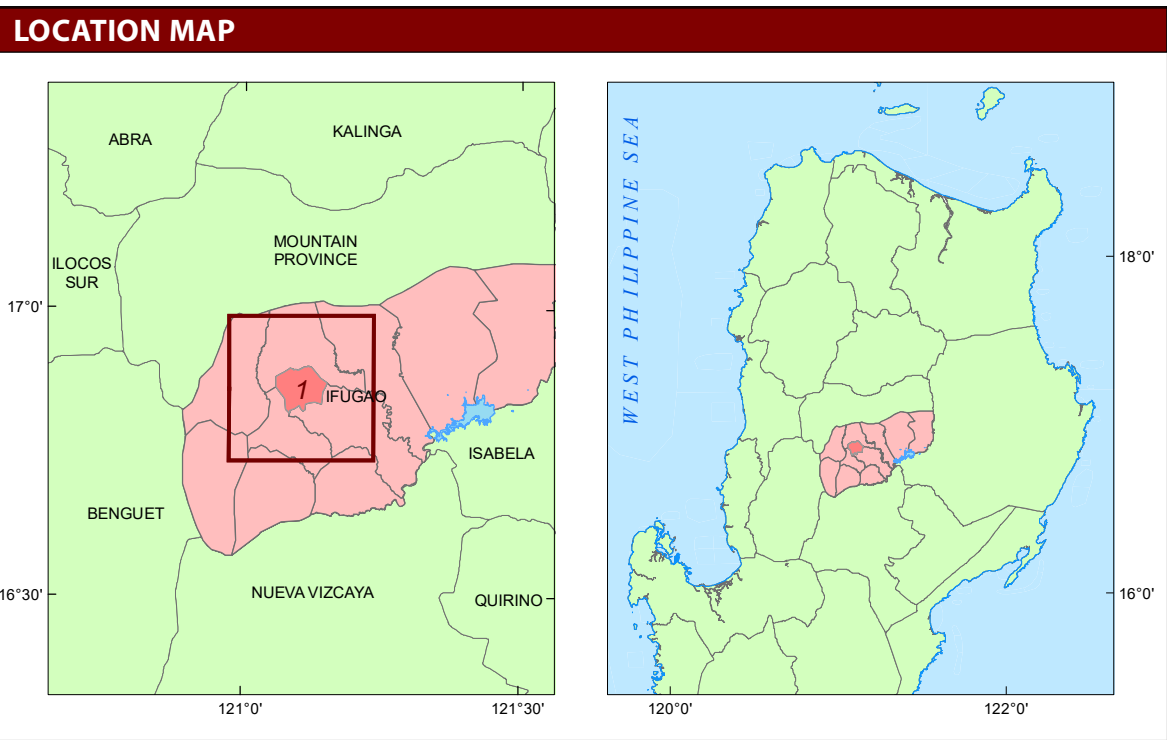 LOCATION MAP
ABRA
KALINGA
MOUNTAIN
PROVINCE
ILOCOS
SUR
17°0'
1
IFUGAO
ISABELA
BENGUET
NUEVA VIZCAYA
QUIRINO
16°30'
121°0'
121°30'
WEST PHILIPPINE SEA
18°0'
16°0'
120°0'
122°0'